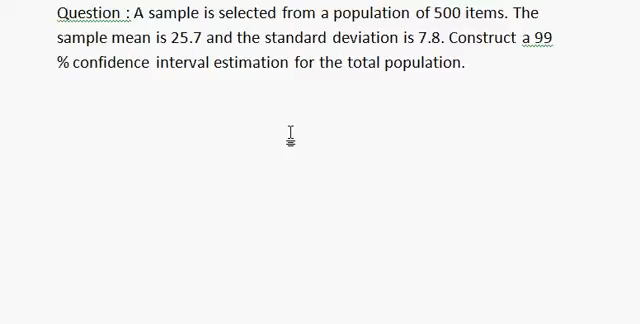 Question : A sample is selected from a population of 500 items. The
sample mean is 25.7 and the standard deviation is 7.8. Construct a 99
% confidence interval estimation for the total population.